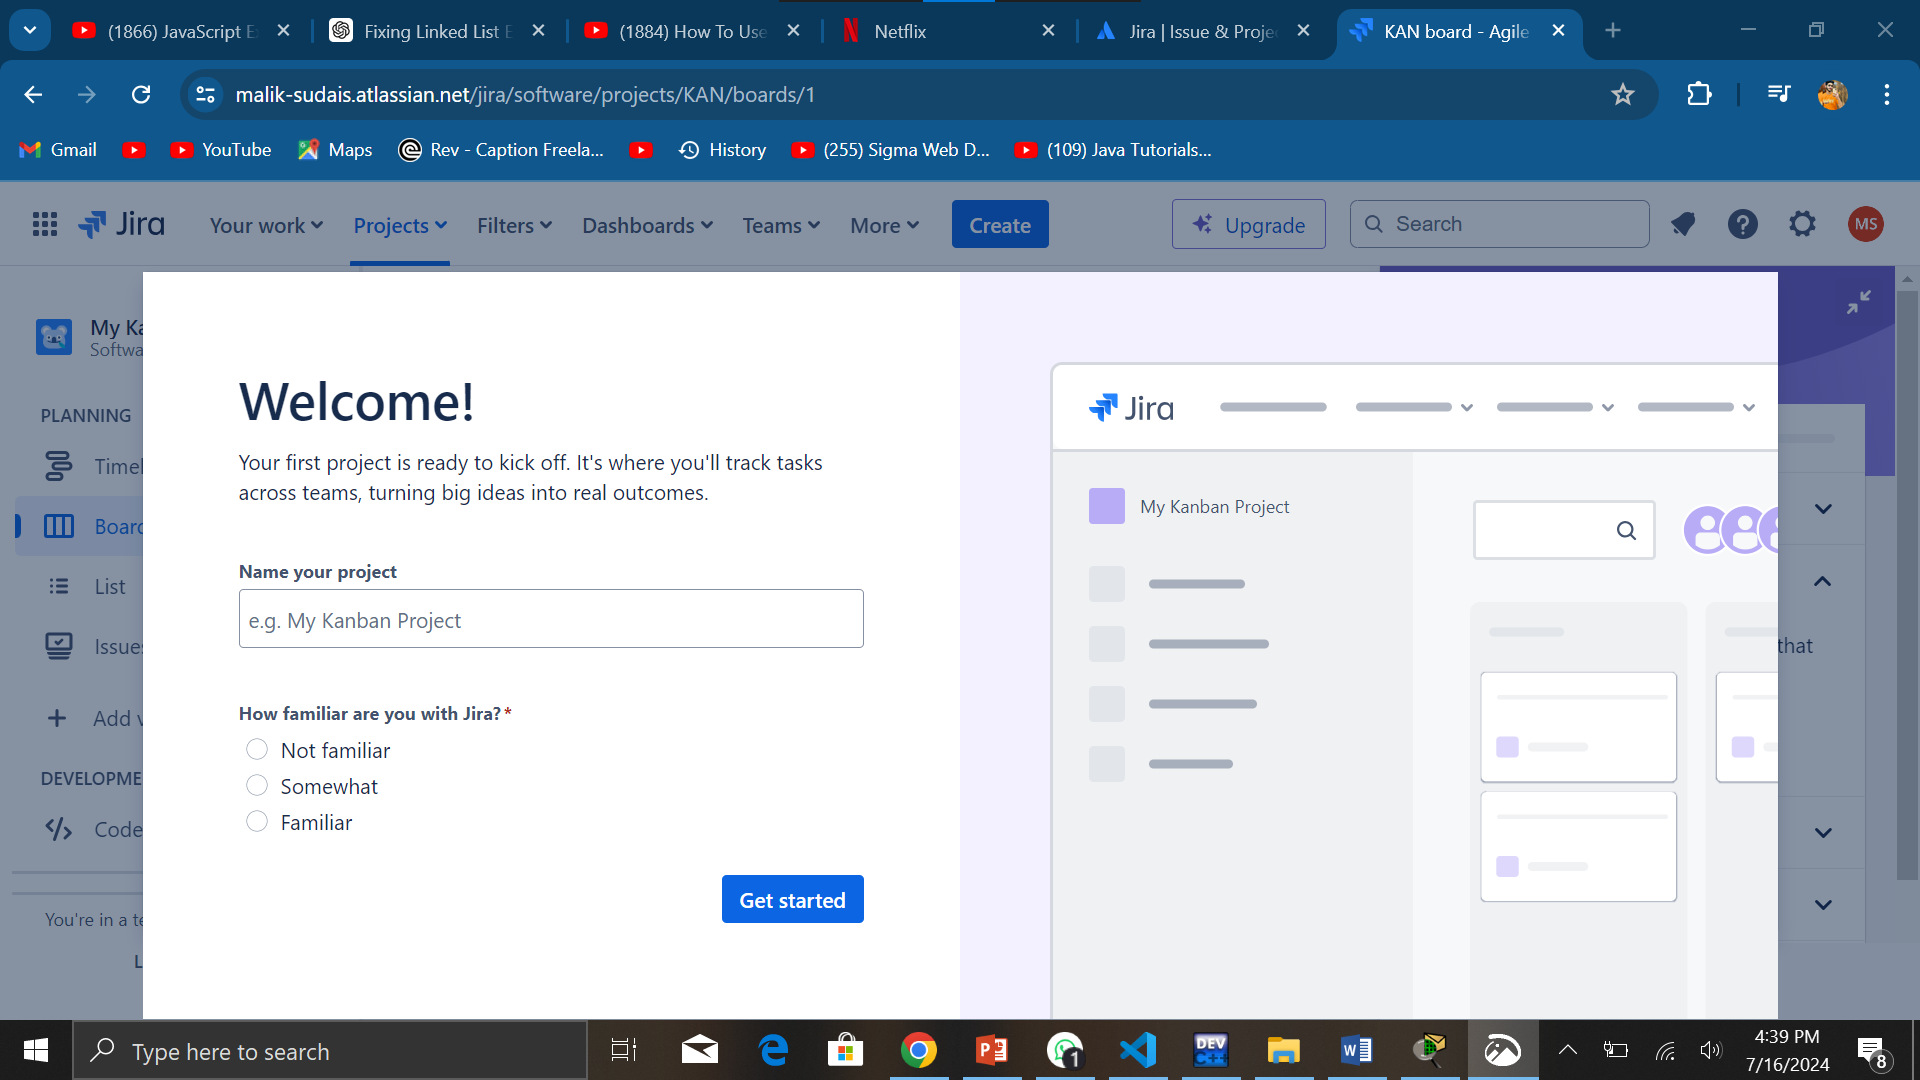 (1866) JavaScript E
Fixing Linked List E
(1884) How To Use
Netflix
Jira | Issue & Projec
KAN board - Agile
malik-sudais.atlassian.net/jira/software/projects/KAN/boards/1
Gmail
YouTube
Maps
Rev - Caption Freela...
History
(255) Sigma Web D...
(109) Java Tutorials...
Jira
Your work
Projects
Filters
Dashboards
Teams
More
Create
Upgrade
Search
MS
My Ka
Softwa
PLANNING
Timel
Board
List
Issues
Add v
DEVELOPME
Code
You're in a te
L
Welcome!
Your first project is ready to kick off. It's where you'll track tasks
across teams, turning big ideas into real outcomes.
Name your project
e.g. My Kanban Project
How familiar are you with Jira?*
Not familiar
Somewhat
Familiar
Get started
Jira
My Kanban Project
that
Type here to search
1
DEV
C++
4:39 PM
7/16/2024
8